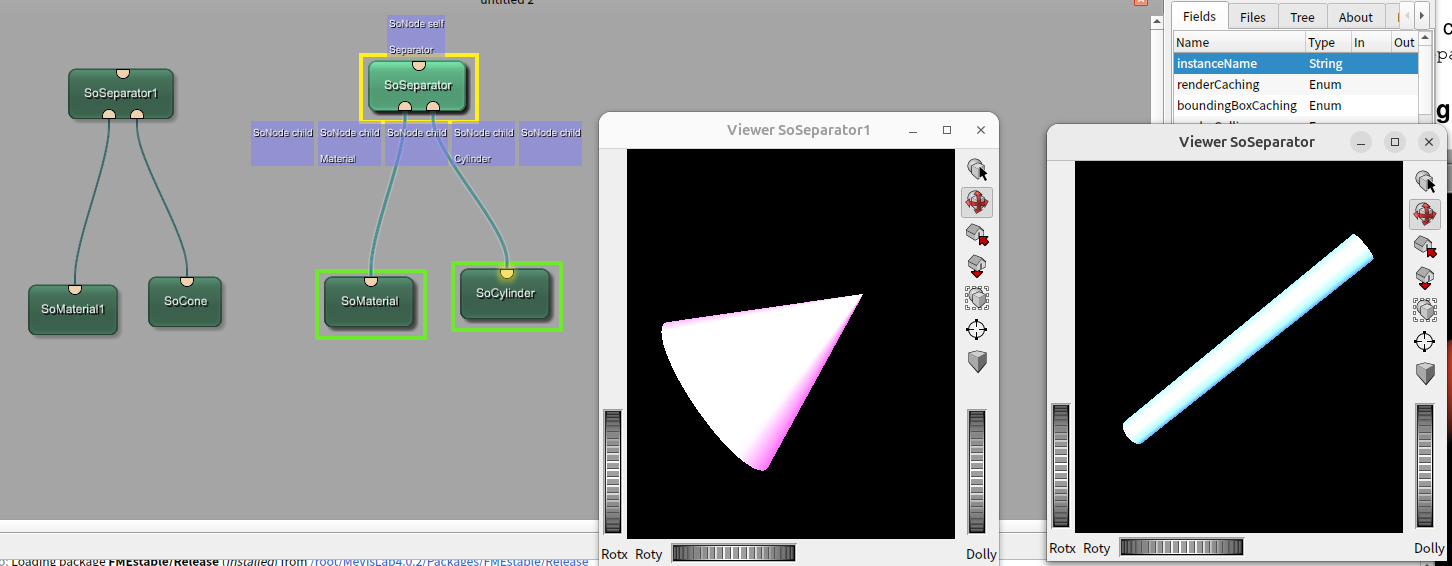 untitled 2
SoNode self
Separator
SoSeparator1
SoSeparator
SoNode child
SoNode child
SoNode child
SoNode child
SoNode child
Material
Cylinder
SoMaterial1
SoCone
SoMaterial
SoCylinder
Fields
Files
Tree
About
Name
Type
In
Out
instanceName
String
renderCaching
Enum
boundingBoxCaching
Enum
Viewer SoSeparator1
Rotx
Roty
Dolly
Viewer SoSeparator
Rotx
Roty
Dolly
Loading package FMEstable/Release (installed) from /root/MeVisLab4.0.2/Packages/FMEstable/Release